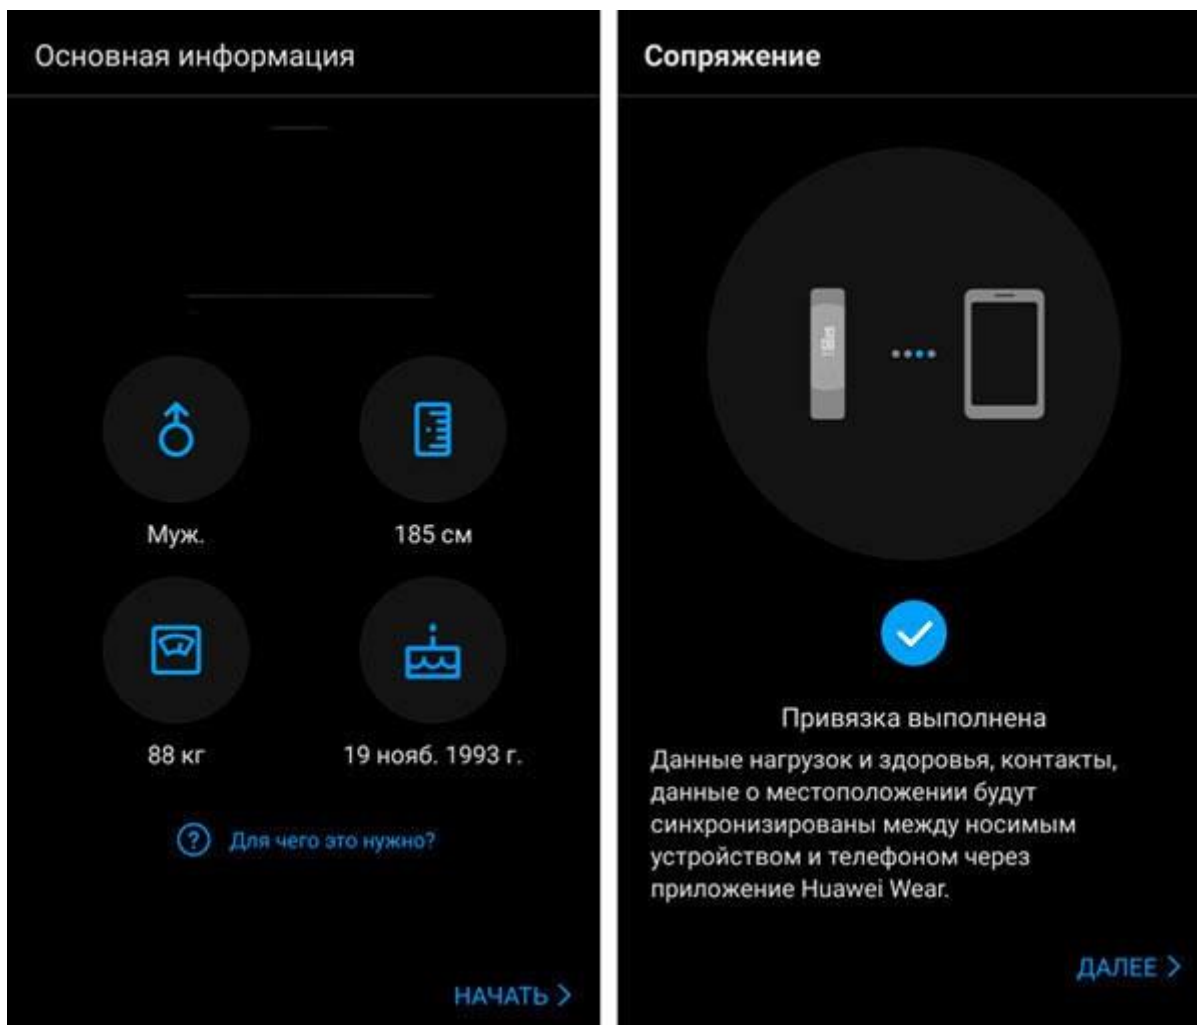 Основная информация
Муж.
185 см
88 кг
19 нояб. 1993 г.
? Для чего это нужно?
НАЧАТЬ >
Сопряжение
Привязка выполнена
Данные нагрузок и здоровья, контакты,
данные о местоположении будут
синхронизированы между носимым
устройством и телефоном через
приложение Huawei Wear.
ДАЛЕЕ >